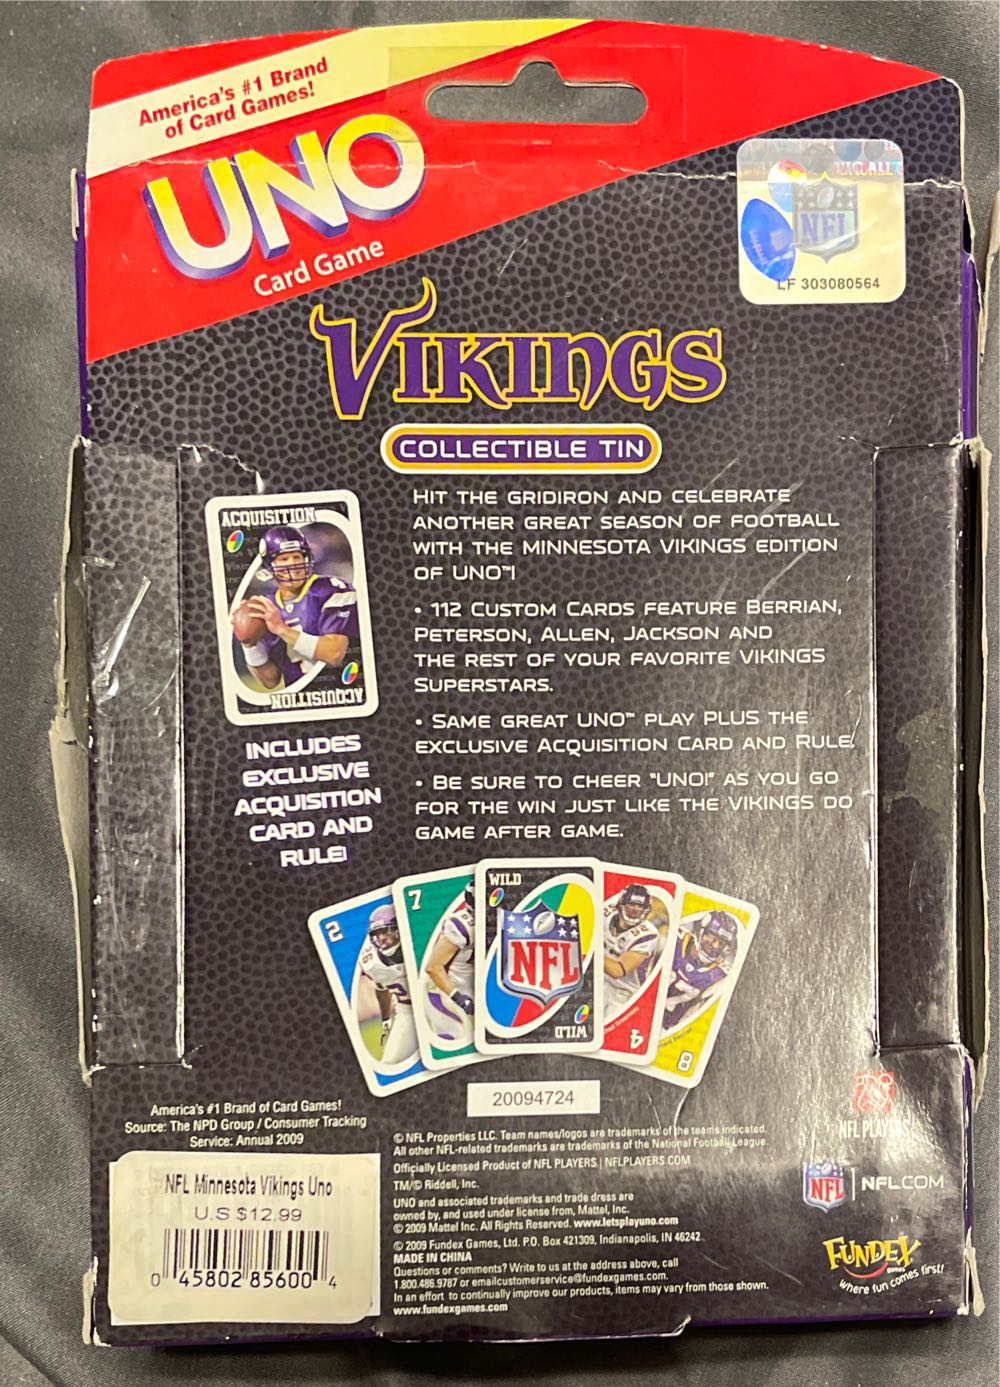 America's #1 Brand
of Card Games!
UNO
Card Game
NFL
LF 303080564
VIKINGS
COLLECTIBLE TIN
HIT THE GRIDIRON AND CELEBRATE
ANOTHER GREAT SEASON OF FOOTBALL
WITH THE MINNESOTA VIKINGS EDITION
OF UNO™!
• 112 CUSTOM CARDS FEATURE BERRIAN,
PETERSON, ALLEN, JACKSON AND
THE REST OF YOUR FAVORITE VIKINGS
SUPERSTARS.
• SAME GREAT UNO™ PLAY PLUS THE
EXCLUSIVE ACQUISITION CARD AND RULE.
• BE SURE TO CHEER "UNO!" AS YOU GO
FOR THE WIN JUST LIKE THE VIKINGS DO
GAME AFTER GAME.
ACQUISITION
ACQUISITION
INCLUDES
EXCLUSIVE
ACQUISITION
CARD AND
RULE!
2
7
WILD
NFL
WILD
4
8
20094724
America's #1 Brand of Card Games!
Source: The NPD Group / Consumer Tracking
Service: Annual 2009
NFL Minnesota Vikings Uno
U.S $12.99
0 45802 85600 4
© NFL Properties LLC. Team names/logos are trademarks of the teams indicated.
All other NFL-related trademarks are trademarks of the National Football League.
Officially Licensed Product of NFL PLAYERS. | NFLPLAYERS.COM
TM/© Riddell, Inc.
UNO and associated trademarks and trade dress are
owned by, and used under license from, Mattel, Inc.
© 2009 Mattel Inc. All Rights Reserved. www.letsplayuno.com
© 2009 Fundex Games, Ltd. P.O. Box 421309, Indianapolis, IN 46242
MADE IN CHINA
Questions or comments? Write to us at the address above, call
1.800.486.9787 or emailcustomerservice@fundexgames.com.
In an effort to continually improve our products, items may vary from those shown.
www.fundexgames.com
NFL PLAYERS
NFL | NFL.COM
FUNDEX
games
where fun comes first!